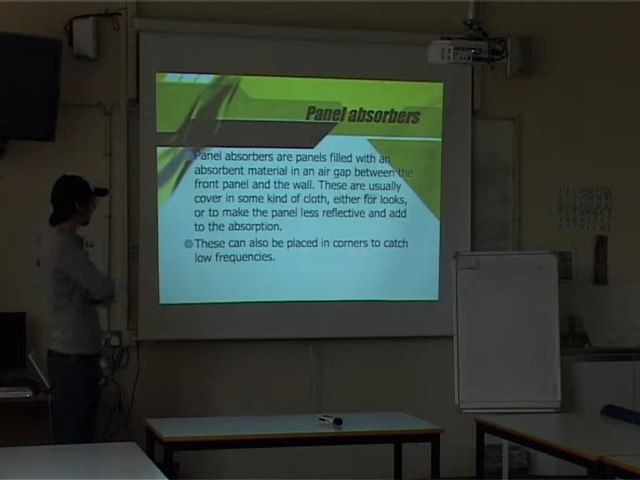 Panel absorbers
Panel absorbers are panels filled with an
absorbent material in an air gap between the
front panel and the wall. These are usually
cover in some kind of cloth, either for looks,
or to make the panel less reflective and add
to the absorption.
These can also be placed in corners to catch
low frequencies.